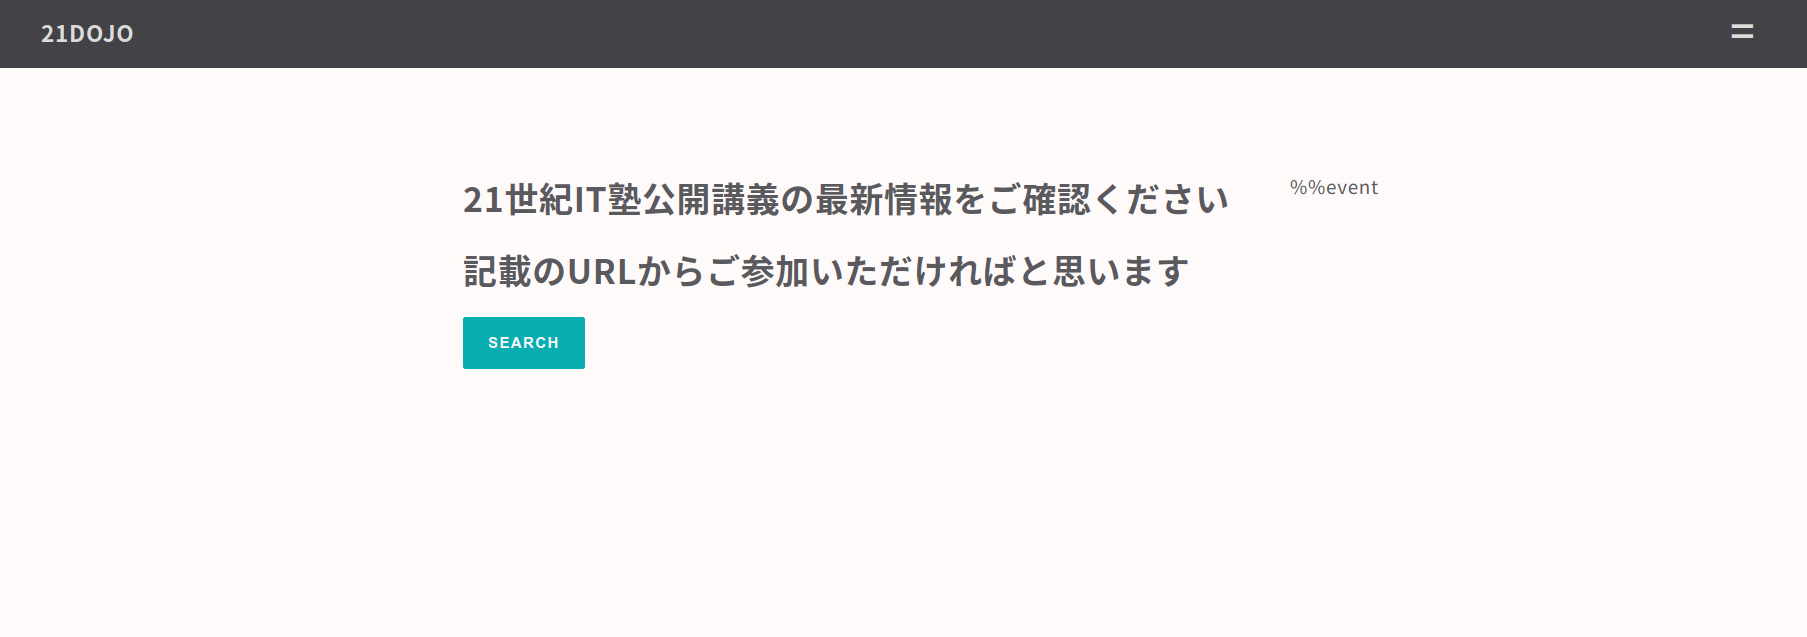 21DOJO
21世紀IT塾公開講義の最新情報をご確認ください
%%event
記載のURLからご参加いただければと思います
SEARCH